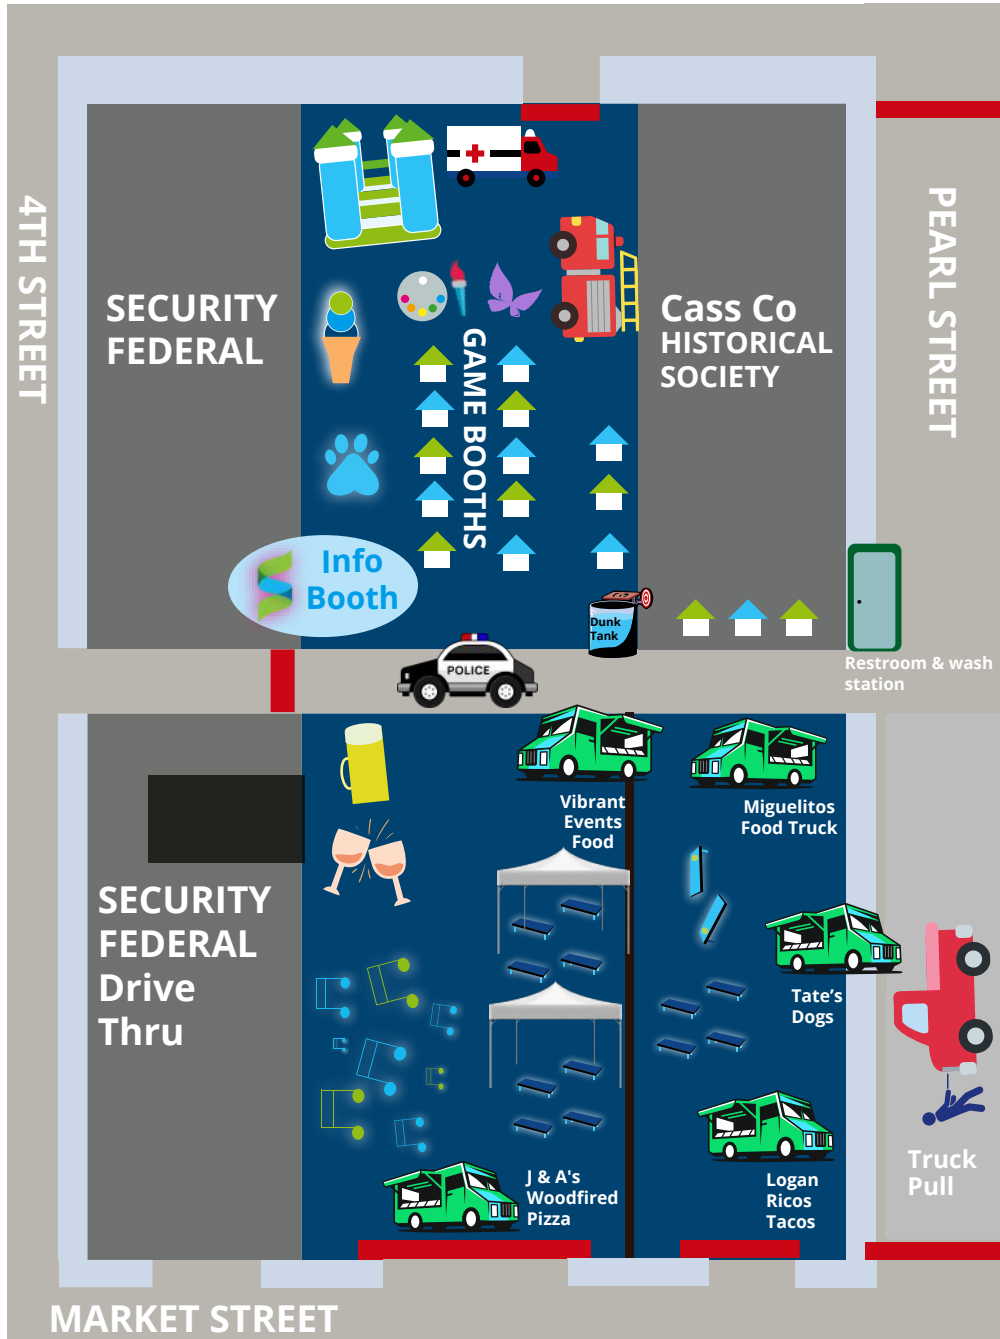 4TH STREET
PEARL STREET
SECURITY
FEDERAL
Cass Co
HISTORICAL
SOCIETY
GAME BOOTHS
Info
Booth
Dunk
Tank
POLICE
Restroom & wash
station
Vibrant
Events
Food
Miguelitos
Food Truck
SECURITY
FEDERAL
Drive
Thru
Tate's
Dogs
J & A's
Woodfired
Pizza
Logan
Ricos
Tacos
Truck
Pull
MARKET STREET